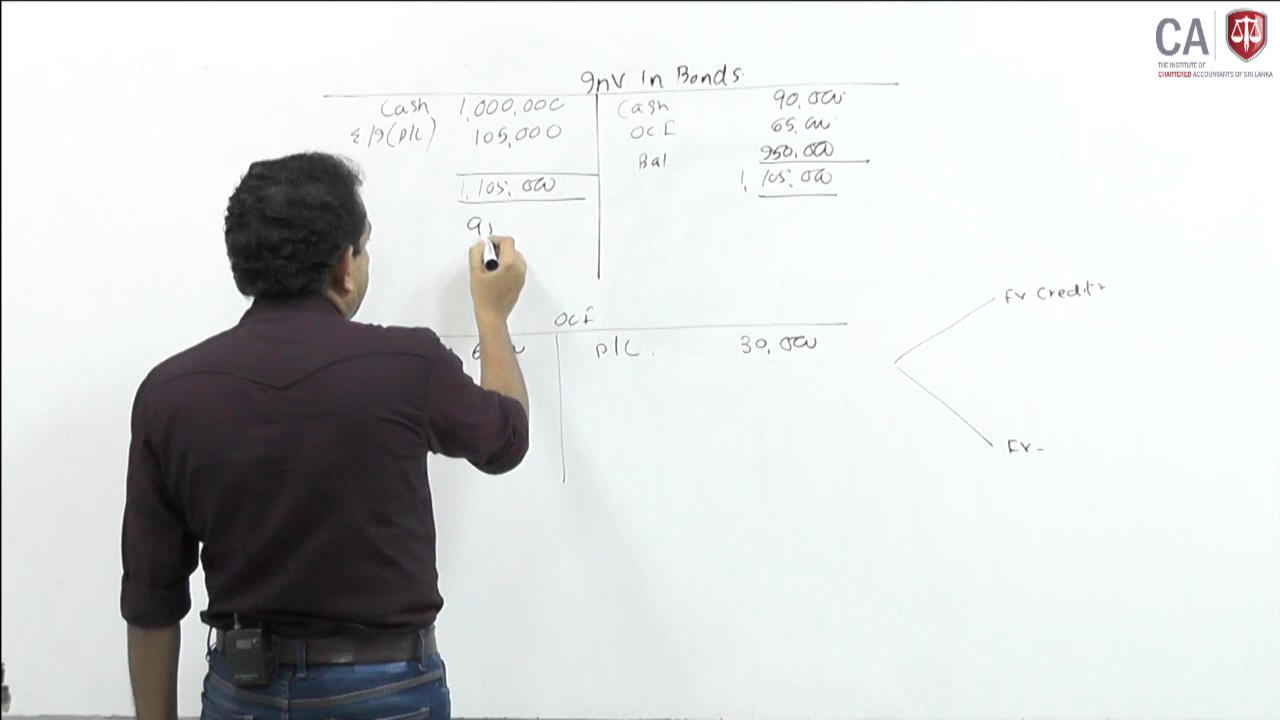 CA
THE INSTITUTE OF
CHARTERED ACCOUNTANTS OF SRI LANKA
Inv In Bonds.
Cash 1,000,000 Cash 90,000
E/I (P/L) 105,000 OCI 65,000
Bal 950,000
1,105,000 1,105,000
9
OCI
P/L. 30,000
FV Credit
FV -